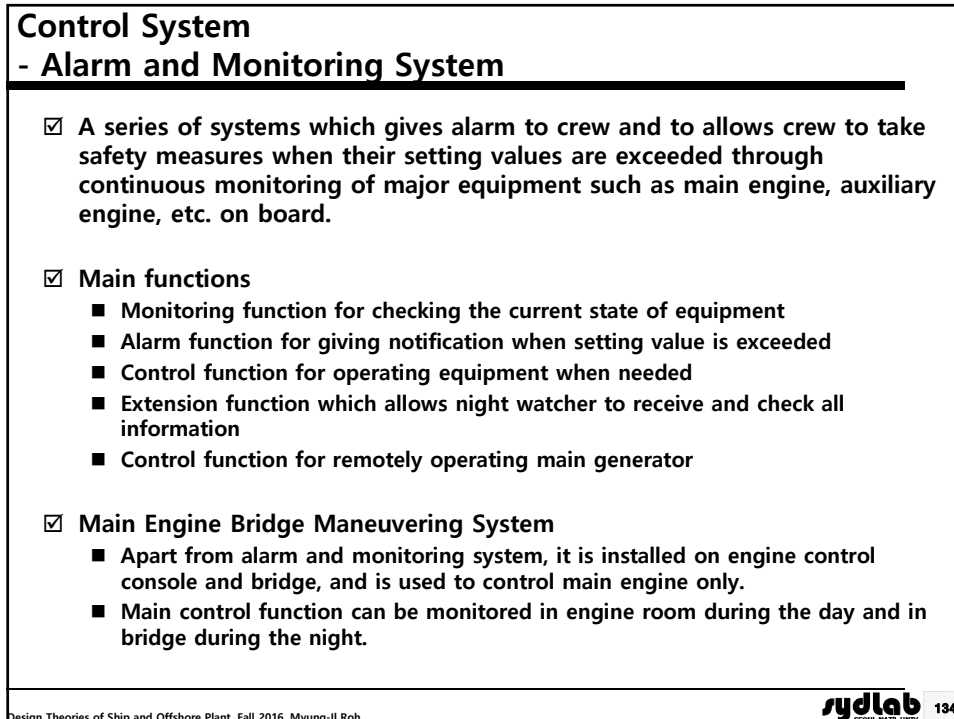 Control System
- Alarm and Monitoring System
☑ A series of systems which gives alarm to crew and to allows crew to take
safety measures when their setting values are exceeded through
continuous monitoring of major equipment such as main engine, auxiliary
engine, etc. on board.
☑ Main functions
■ Monitoring function for checking the current state of equipment
■ Alarm function for giving notification when setting value is exceeded
■ Control function for operating equipment when needed
■ Extension function which allows night watcher to receive and check all
information
■ Control function for remotely operating main generator
☑ Main Engine Bridge Maneuvering System
■ Apart from alarm and monitoring system, it is installed on engine control
console and bridge, and is used to control main engine only.
■ Main control function can be monitored in engine room during the day and in
bridge during the night.
Design Theories of Ship and Offshore Plant, Fall 2016, Myung-Il Roh
sydlab 134